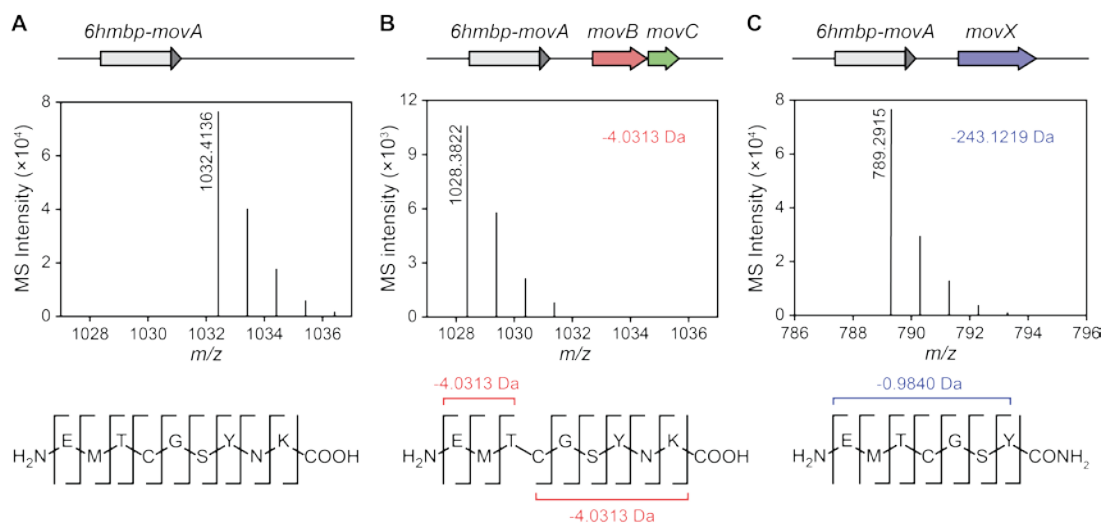 A
6hmbp-movA
MS Intensity (×10⁴)
8
6
4
2
0
1032.4136
1028 1030 1032 1034 1036
m/z
H₂N E M T C G S Y N K COOH
B
6hmbp-movA movB movC
MS Intensity (×10³)
12
9
6
3
0
1028.3822
-4.0313 Da
1028 1030 1032 1034 1036
m/z
-4.0313 Da
H₂N E M T C G S Y N K COOH
-4.0313 Da
C
6hmbp-movA movX
MS Intensity (×10⁴)
8
6
4
2
0
789.2915
-243.1219 Da
786 788 790 792 794 796
m/z
-0.9840 Da
H₂N E M T C G S Y CONH₂